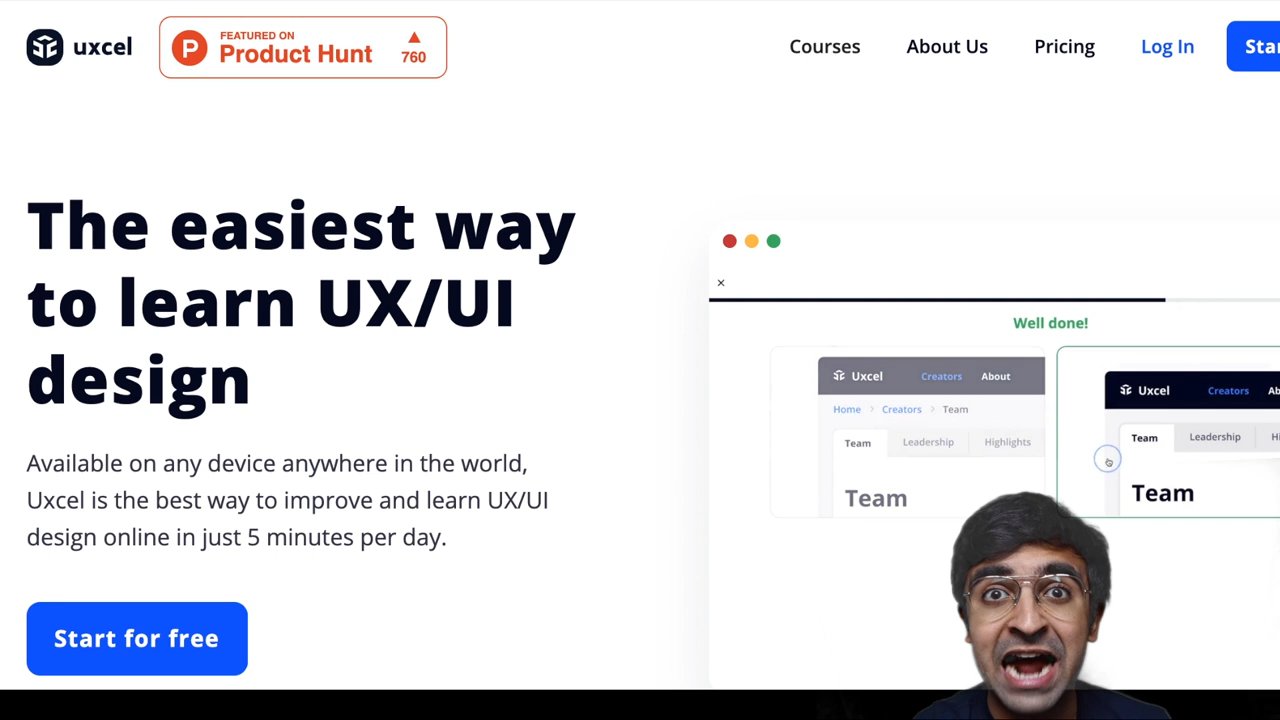 uxcel
FEATURED ON
Product Hunt
760
Courses
About Us
Pricing
Log In
The easiest way
to learn UX/UI
design
Available on any device anywhere in the world,
Uxcel is the best way to improve and learn UX/UI
design online in just 5 minutes per day.
Start for free
Well done!
Uxcel
Creators
About
Home
Creators
Team
Team
Leadership
Highlights
Team
Uxcel
Creators
Team
Leadership
Team